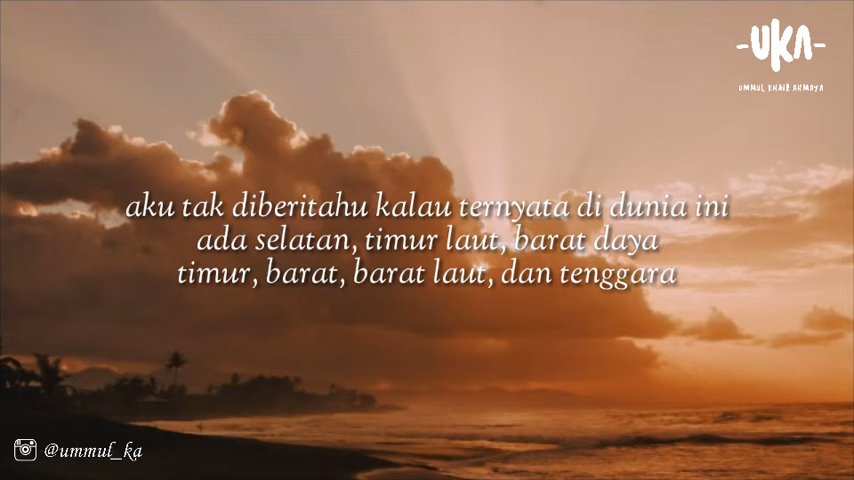 -UKA-
UMMUL KHAIR AHMAYA
aku tak diberitahu kalau ternyata di dunia ini
ada selatan, timur laut, barat daya
timur, barat, barat laut, dan tenggara
@ummul_ka